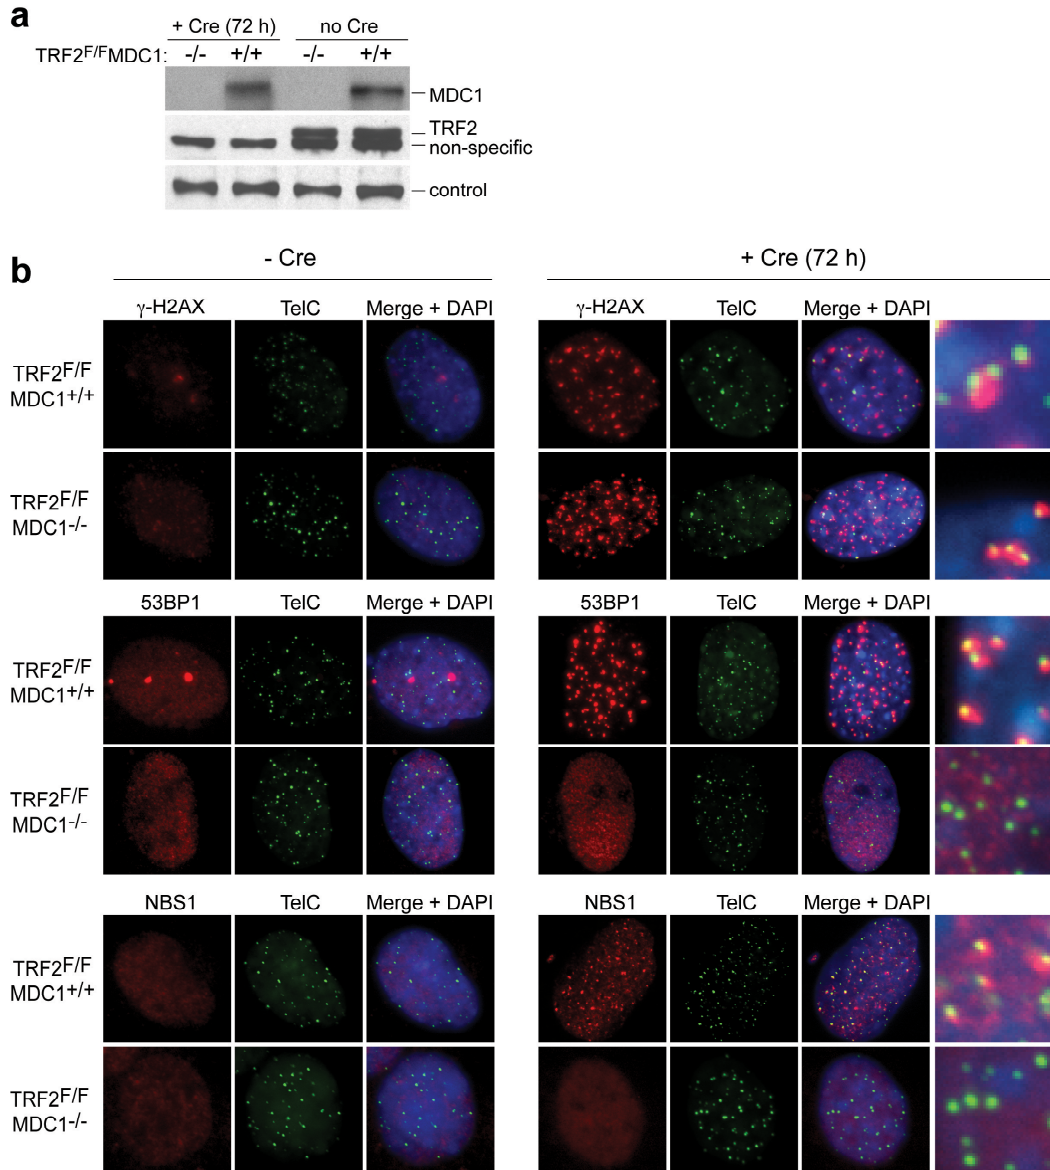 a
+ Cre (72 h) no Cre
TRF2F/FMDC1: -/- +/+ -/- +/+
MDC1
TRF2
non-specific
control
b
- Cre + Cre (72 h)
γ-H2AX TelC Merge + DAPI γ-H2AX TelC Merge + DAPI
TRF2F/F
MDC1+/+
TRF2F/F
MDC1-/-
53BP1 TelC Merge + DAPI 53BP1 TelC Merge + DAPI
TRF2F/F
MDC1+/+
TRF2F/F
MDC1-/-
NBS1 TelC Merge + DAPI NBS1 TelC Merge + DAPI
TRF2F/F
MDC1+/+
TRF2F/F
MDC1-/-